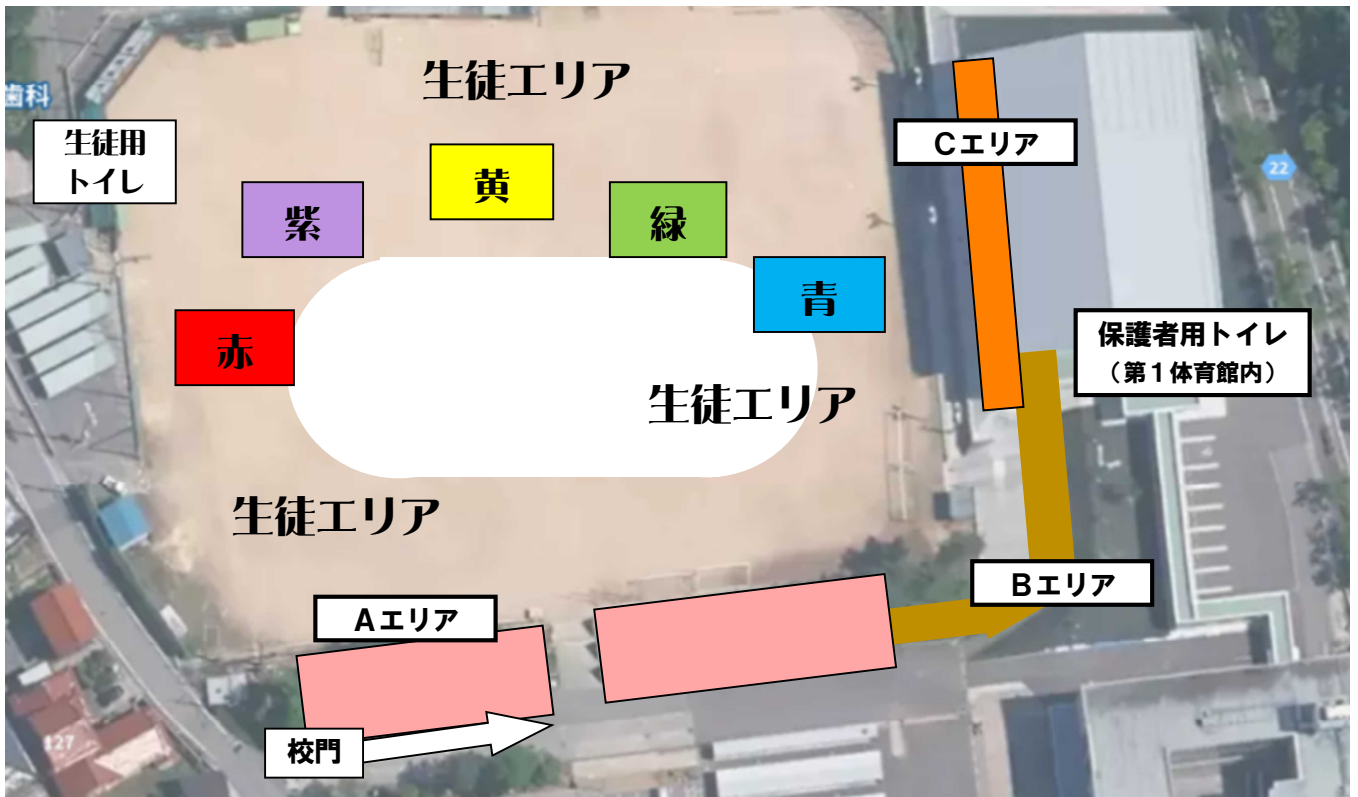 生徒エリア
歯科
生徒用
トイレ
Cエリア
22
黄
紫
緑
青
保護者用トイレ
（第１体育館内）
赤
生徒エリア
生徒エリア
Bエリア
Aエリア
127
校門